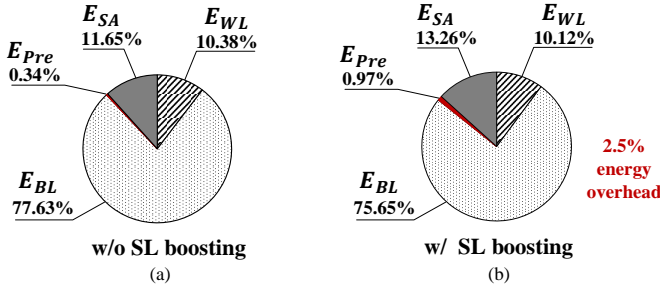 E_SA
11.65%
E_WL
10.38%
E_Pre
0.34%
E_BL
77.63%
w/o SL boosting
(a)
E_SA
13.26%
E_WL
10.12%
E_Pre
0.97%
E_BL
75.65%
2.5%
energy
overhead
w/ SL boosting
(b)